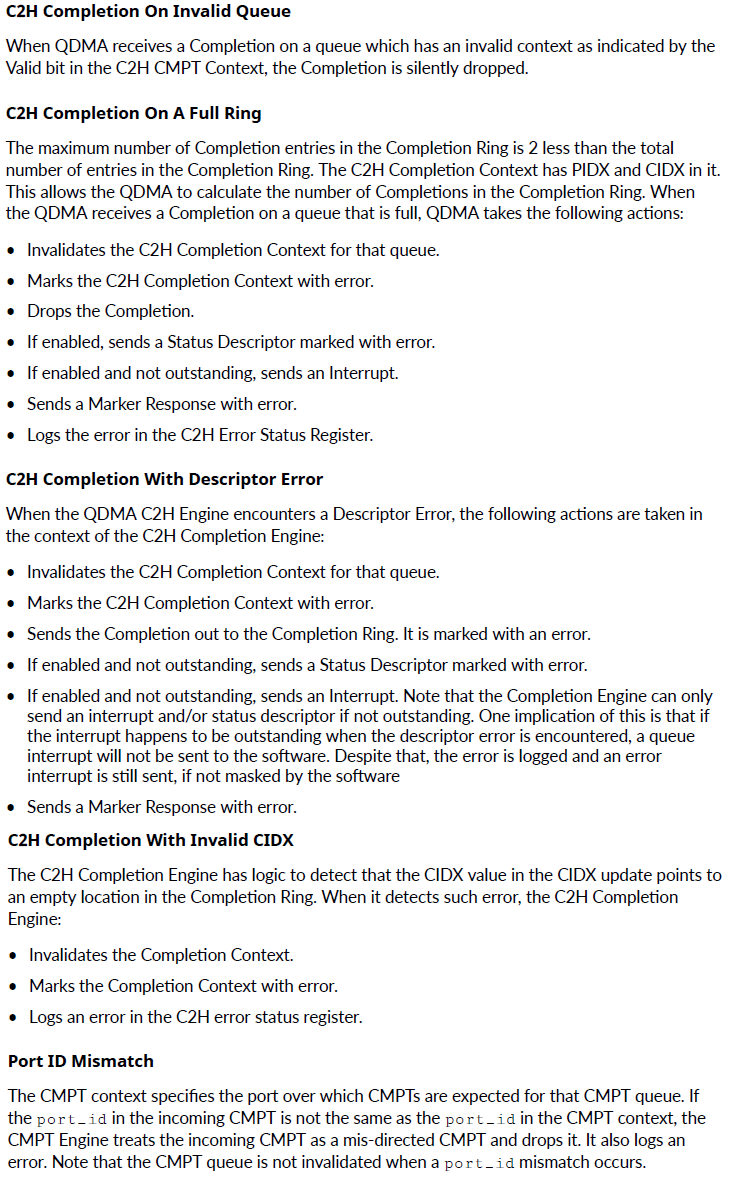 C2H Completion On Invalid Queue
When QDMA receives a Completion on a queue which has an invalid context as indicated by the
Valid bit in the C2H CMPT Context, the Completion is silently dropped.
C2H Completion On A Full Ring
The maximum number of Completion entries in the Completion Ring is 2 less than the total
number of entries in the Completion Ring. The C2H Completion Context has PIDX and CIDX in it.
This allows the QDMA to calculate the number of Completions in the Completion Ring. When
the QDMA receives a Completion on a queue that is full, QDMA takes the following actions:
• Invalidates the C2H Completion Context for that queue.
• Marks the C2H Completion Context with error.
• Drops the Completion.
• If enabled, sends a Status Descriptor marked with error.
• If enabled and not outstanding, sends an Interrupt.
• Sends a Marker Response with error.
• Logs the error in the C2H Error Status Register.
C2H Completion With Descriptor Error
When the QDMA C2H Engine encounters a Descriptor Error, the following actions are taken in
the context of the C2H Completion Engine:
• Invalidates the C2H Completion Context for that queue.
• Marks the C2H Completion Context with error.
• Sends the Completion out to the Completion Ring. It is marked with an error.
• If enabled and not outstanding, sends a Status Descriptor marked with error.
• If enabled and not outstanding, sends an Interrupt. Note that the Completion Engine can only
send an interrupt and/or status descriptor if not outstanding. One implication of this is that if
the interrupt happens to be outstanding when the descriptor error is encountered, a queue
interrupt will not be sent to the software. Despite that, the error is logged and an error
interrupt is still sent, if not masked by the software
• Sends a Marker Response with error.
C2H Completion With Invalid CIDX
The C2H Completion Engine has logic to detect that the CIDX value in the CIDX update points to
an empty location in the Completion Ring. When it detects such error, the C2H Completion
Engine:
• Invalidates the Completion Context.
• Marks the Completion Context with error.
• Logs an error in the C2H error status register.
Port ID Mismatch
The CMPT context specifies the port over which CMPTs are expected for that CMPT queue. If
the port_id in the incoming CMPT is not the same as the port_id in the CMPT context, the
CMPT Engine treats the incoming CMPT as a mis-directed CMPT and drops it. It also logs an
error. Note that the CMPT queue is not invalidated when a port_id mismatch occurs.